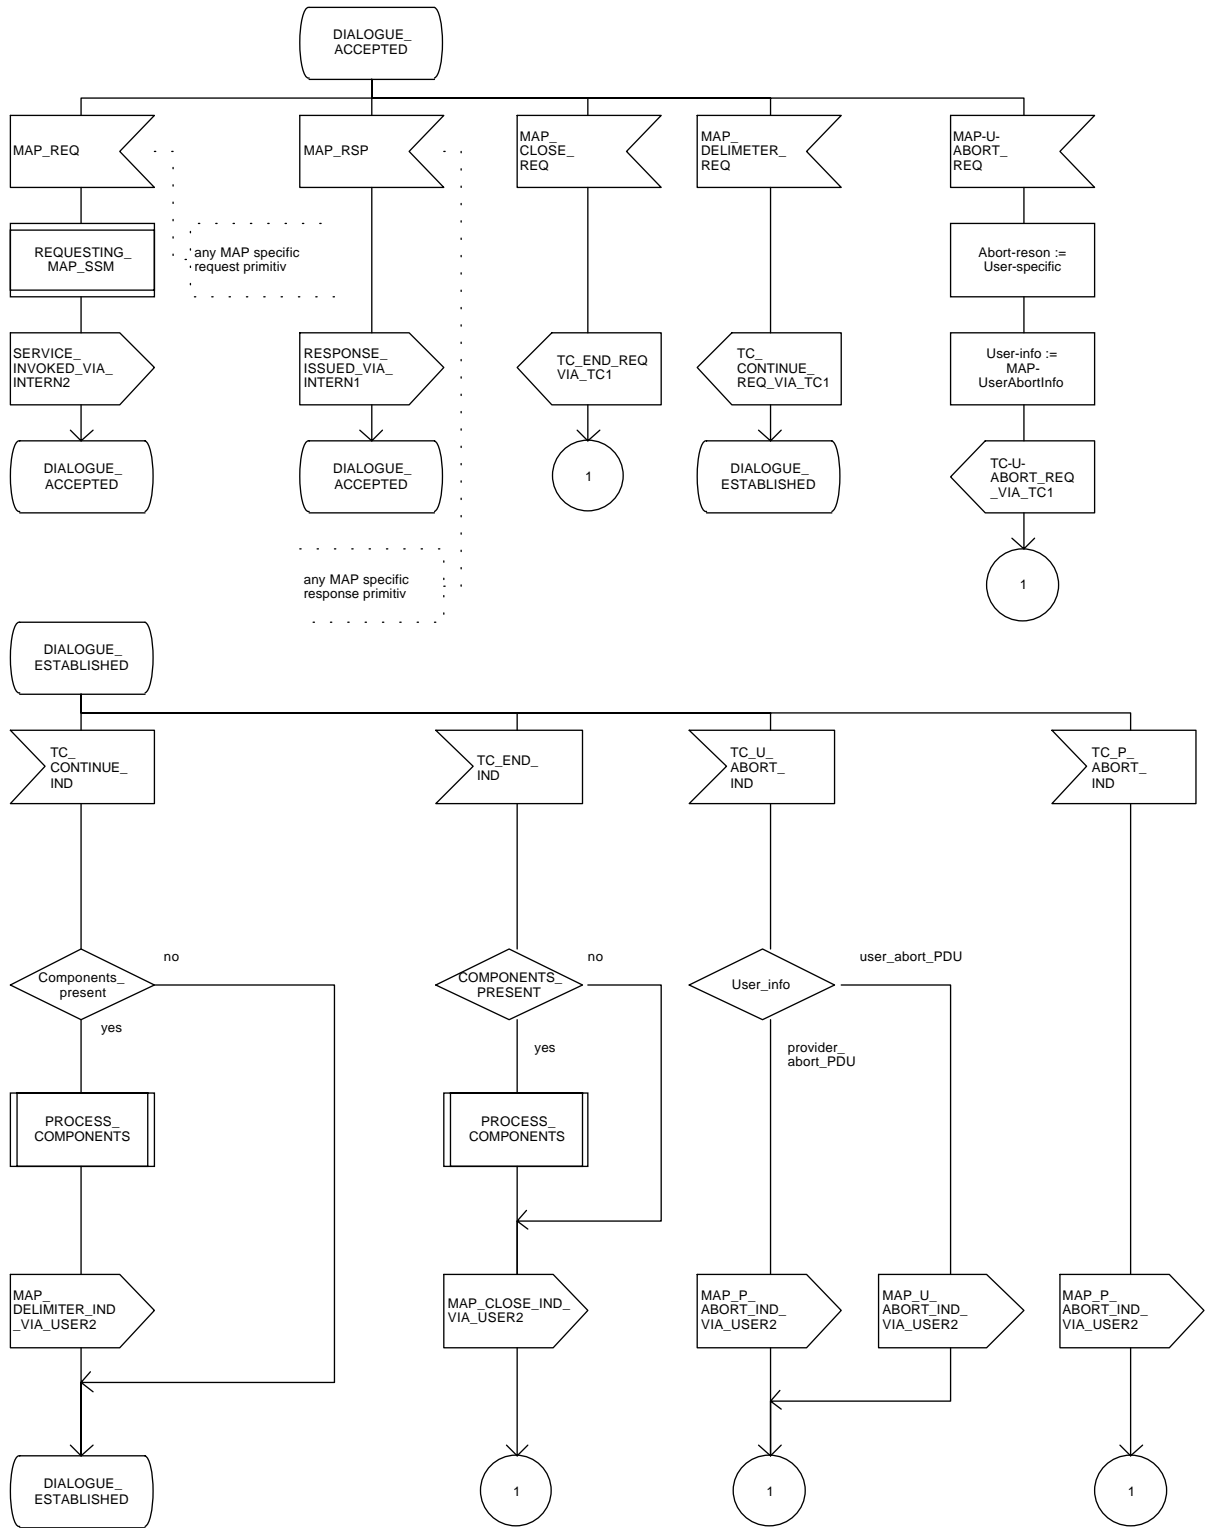 DIALOGUE_
ACCEPTED
MAP_REQ
MAP_RSP
MAP_
CLOSE_
REQ
MAP_
DELIMETER_
REQ
MAP-U-
ABORT_
REQ
REQUESTING_
MAP_SSM
any MAP specific
request primitiv
Abort-reson :=
User-specific
SERVICE_
INVOKED_VIA_
INTERN2
RESPONSE_
ISSUED_VIA_
INTERN1
TC_END_REQ
VIA_TC1
TC_
CONTINUE_
REQ_VIA_TC1
User-info :=
MAP-
UserAbortInfo
DIALOGUE_
ACCEPTED
DIALOGUE_
ACCEPTED
1
DIALOGUE_
ESTABLISHED
TC-U-
ABORT_REQ
_VIA_TC1
any MAP specific
response primitiv
1
DIALOGUE_
ESTABLISHED
TC_
CONTINUE_
IND
TC_END_
IND
TC_U_
ABORT_
IND
TC_P_
ABORT_
IND
Components_
present
no
yes
COMPONENTS_
PRESENT
no
yes
User_info
user_abort_PDU
provider_
abort_PDU
PROCESS_
COMPONENTS
PROCESS_
COMPONENTS
MAP_
DELIMITER_IND
_VIA_USER2
MAP_CLOSE_IND_
VIA_USER2
MAP_P_
ABORT_IND_
VIA_USER2
MAP_U_
ABORT_IND_
VIA_USER2
MAP_P_
ABORT_IND_
VIA_USER2
DIALOGUE_
ESTABLISHED
1
1
1